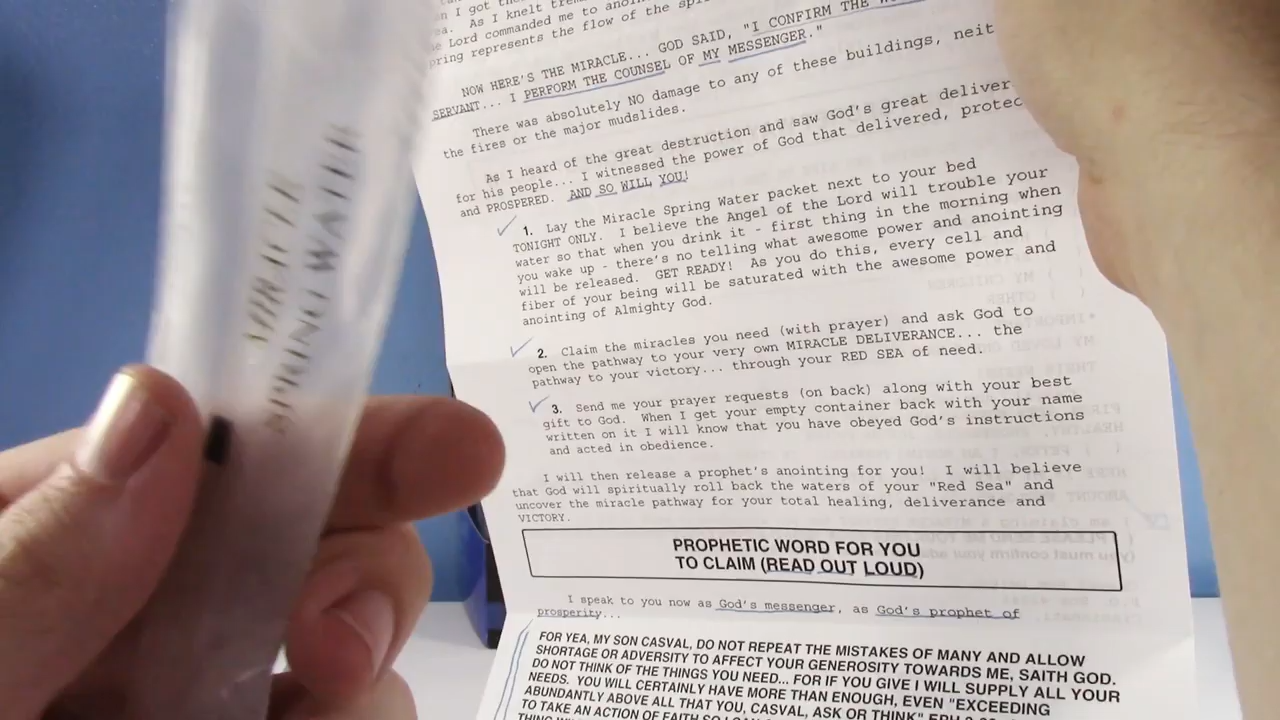 n I got the
ea. As I knelt
e Lord commanded me to anoint
pring represents the flow of the
NOW HERE'S THE MIRACLE... GOD SAID, "I CONFIRM THE
SERVANT... I PERFORM THE COUNSEL OF MY MESSENGER."
There was absolutely NO damage to any of these buildings, neit
the fires or the major mudslides.
As I heard of the great destruction and saw God's great deliver
for his people... I witnessed the power of God that delivered, protec
and PROSPERED. AND SO WILL YOU!
1. Lay the Miracle Spring Water packet next to your bed
TONIGHT ONLY. I believe the Angel of the Lord will trouble your
water so that when you drink it - first thing in the morning when
you wake up - there's no telling what awesome power and anointing
will be released. GET READY! As you do this, every cell and
fiber of your being will be saturated with the awesome power and
anointing of Almighty God.
2. Claim the miracles you need (with prayer) and ask God to
open the pathway to your very own MIRACLE DELIVERANCE... the
pathway to your victory... through your RED SEA of need.
3. Send me your prayer requests (on back) along with your best
gift to God. When I get your empty container back with your name
written on it I will know that you have obeyed God's instructions
and acted in obedience.
I will then release a prophet's anointing for you! I will believe
that God will spiritually roll back the waters of your "Red Sea" and
uncover the miracle pathway for your total healing, deliverance and
VICTORY.
PROPHETIC WORD FOR YOU
TO CLAIM (READ OUT LOUD)
I speak to you now as God's messenger, as God's prophet of
prosperity...
FOR YEA, MY SON CASVAL, DO NOT REPEAT THE MISTAKES OF MANY AND ALLOW
SHORTAGE OR ADVERSITY TO AFFECT YOUR GENEROSITY TOWARDS ME, SAITH GOD.
DO NOT THINK OF THE THINGS YOU NEED... FOR IF YOU GIVE I WILL SUPPLY ALL YOUR
NEEDS. YOU WILL CERTAINLY HAVE MORE THAN ENOUGH, EVEN "EXCEEDING
ABUNDANTLY ABOVE ALL THAT YOU, CASVAL, ASK OR THINK"
TO TAKE AN ACTION OF FAITH SO I CAN
MIRACLE
SPRING WATER